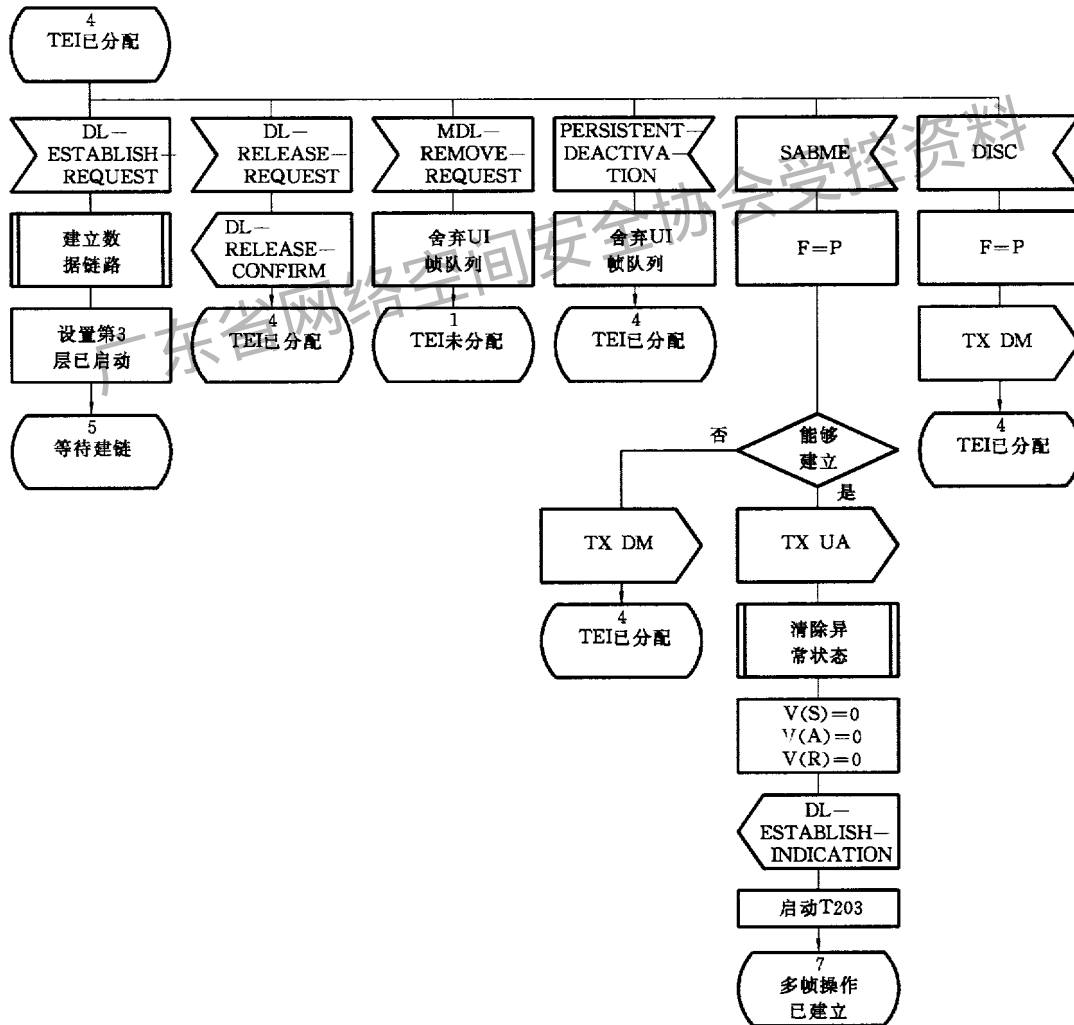 4
TEI已分配
DL—
ESTABLISH—
REQUEST
DL—
RELEASE—
REQUEST
MDL—
REMOVE—
REQUEST
PERSISTENT—
DEACTIVA—
TION
SABME
DISC
建立数
据链路
DL—
RELEASE—
CONFIRM
舍弃UI
帧队列
舍弃UI
帧队列
F=P
F=P
设置第3
层已启动
4
TEI已分配
1
TEI未分配
4
TEI已分配
TX DM
5
等待建链
否
能够
建立
是
4
TEI已分配
TX DM
TX UA
4
TEI已分配
清除异
常状态
V(S)=0
V(A)=0
V(R)=0
DL—
ESTABLISH—
INDICATION
启动T203
7
多帧操作
已建立
广东省网络空间安全协会受控资料